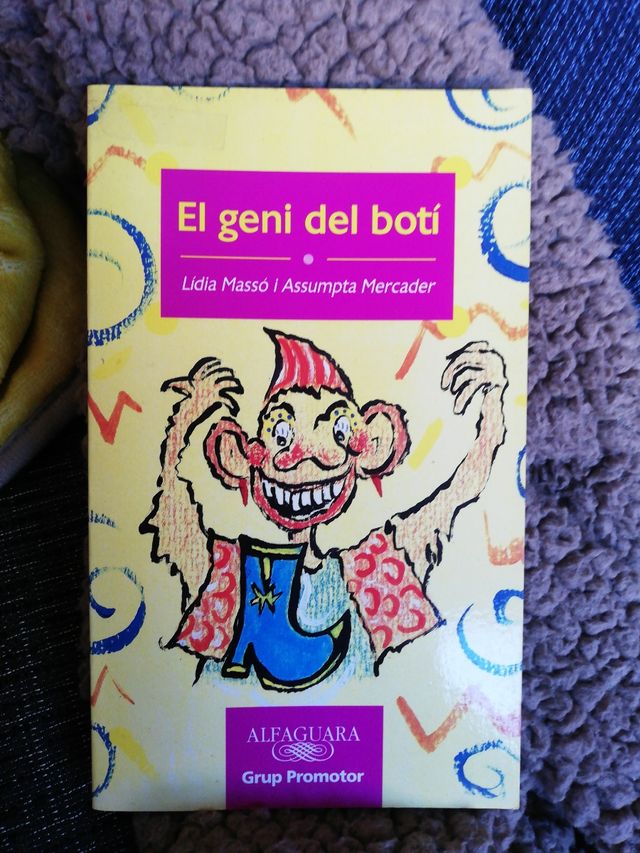 El geni del botí
Lídia Massó i Assumpta Mercader
ALFAGUARA
Grup Promotor